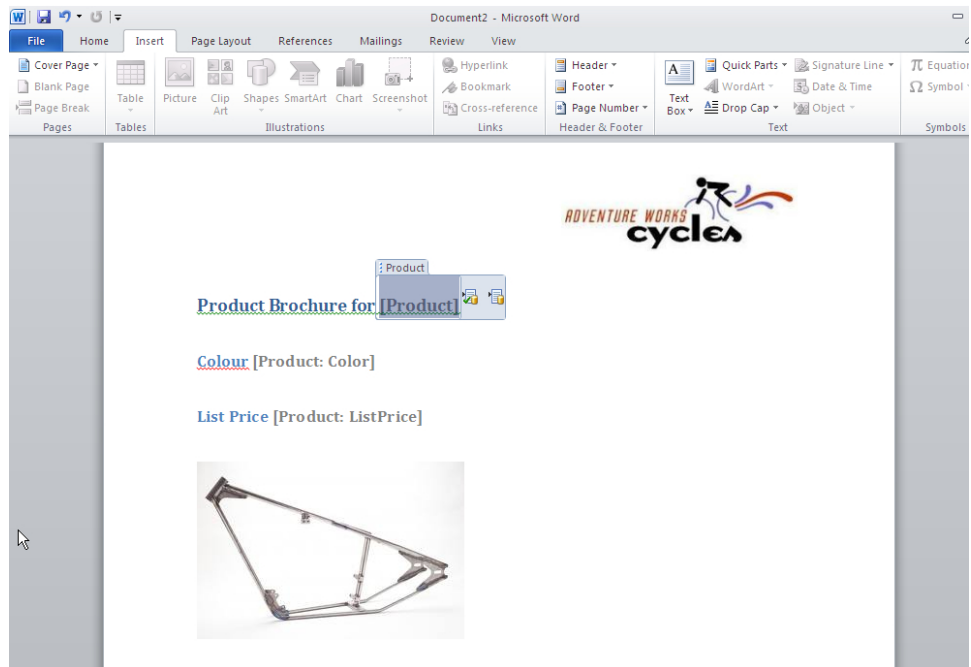 Document2 - Microsoft Word
File Home Insert Page Layout References Mailings Review View
Cover Page
Blank Page
Page Break
Pages
Table
Tables
Picture
Clip Art
Shapes
SmartArt
Chart
Screenshot
Illustrations
Hyperlink
Bookmark
Cross-reference
Links
Header
Footer
Page Number
Header & Footer
Text Box
Quick Parts
WordArt
Drop Cap
Signature Line
Date & Time
Object
Text
Equation
Symbol
Symbols
ADVENTURE WORKS
cycles
Product
Product Brochure for [Product]
Colour [Product: Color]
List Price [Product: ListPrice]